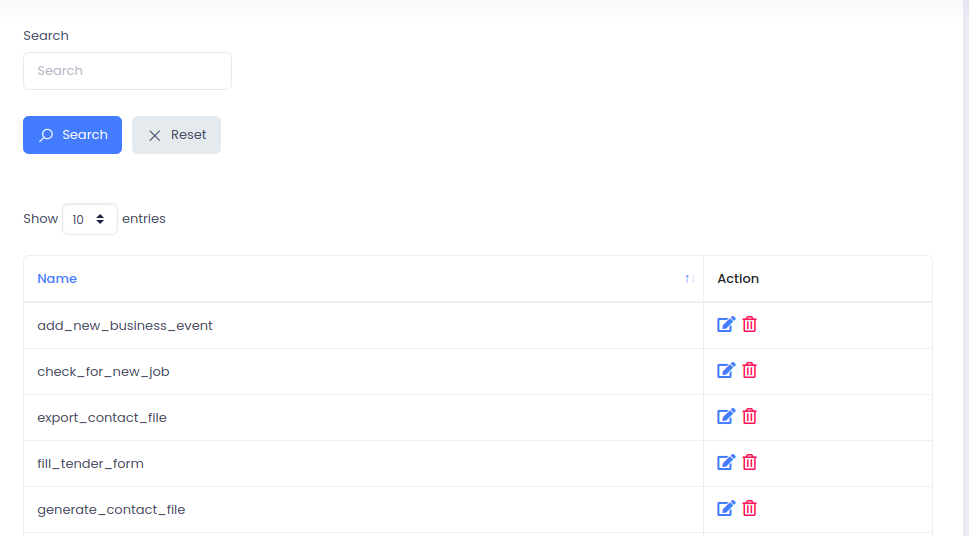 Search
Search
Search Reset
Show 10 entries
Name Action
add_new_business_event
check_for_new_job
export_contact_file
fill_tender_form
generate_contact_file